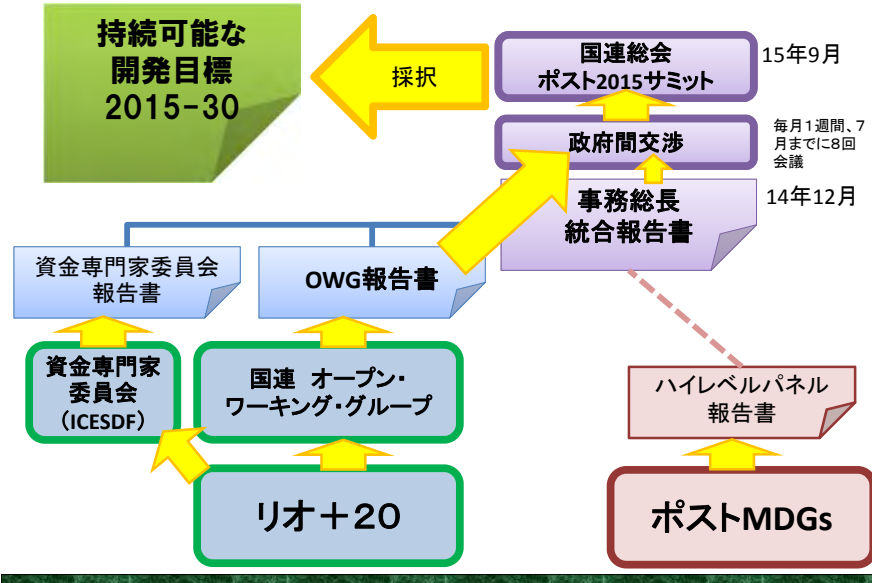 持続可能な
開発目標
2015-30
採択
国連総会
ポスト2015サミット
15年9月
政府間交渉
毎月1週間、7
月までに8回
会議
事務総長
統合報告書
14年12月
資金専門家委員会
報告書
OWG報告書
資金専門家
委員会
（ICESDF）
国連 オープン・
ワーキング・グループ
ハイレベルパネル
報告書
リオ＋20
ポストMDGs